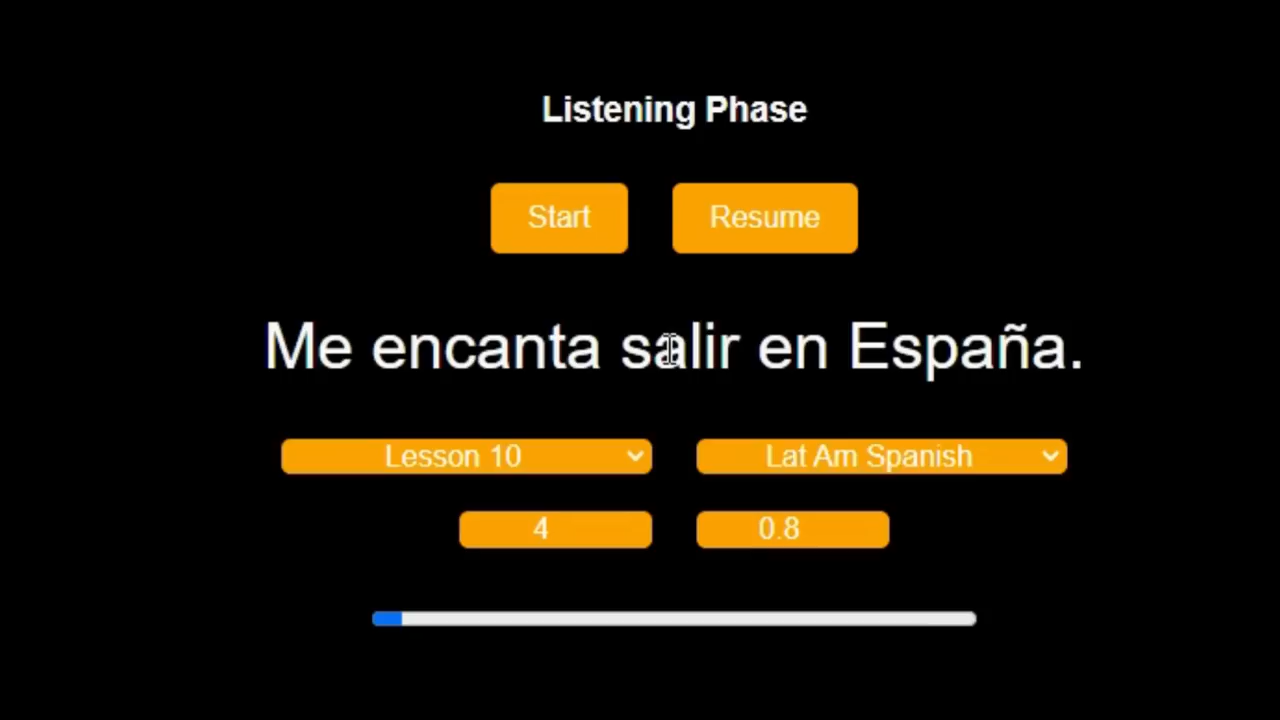 Listening Phase
Start Resume
Me encanta salir en España.
Lesson 10 Lat Am Spanish
4 0.8